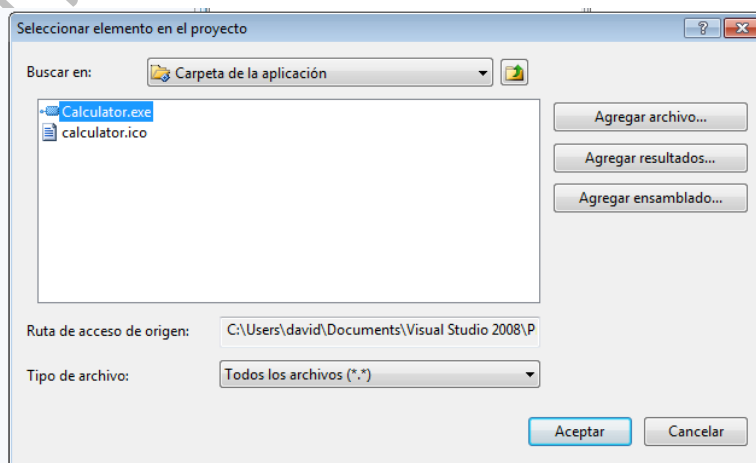 Seleccionar elemento en el proyecto
Buscar en: Carpeta de la aplicación
Calculator.exe
calculator.ico
Agregar archivo...
Agregar resultados...
Agregar ensamblado...
Ruta de acceso de origen: C:\Users\david\Documents\Visual Studio 2008\P
Tipo de archivo: Todos los archivos (*.*)
Aceptar Cancelar